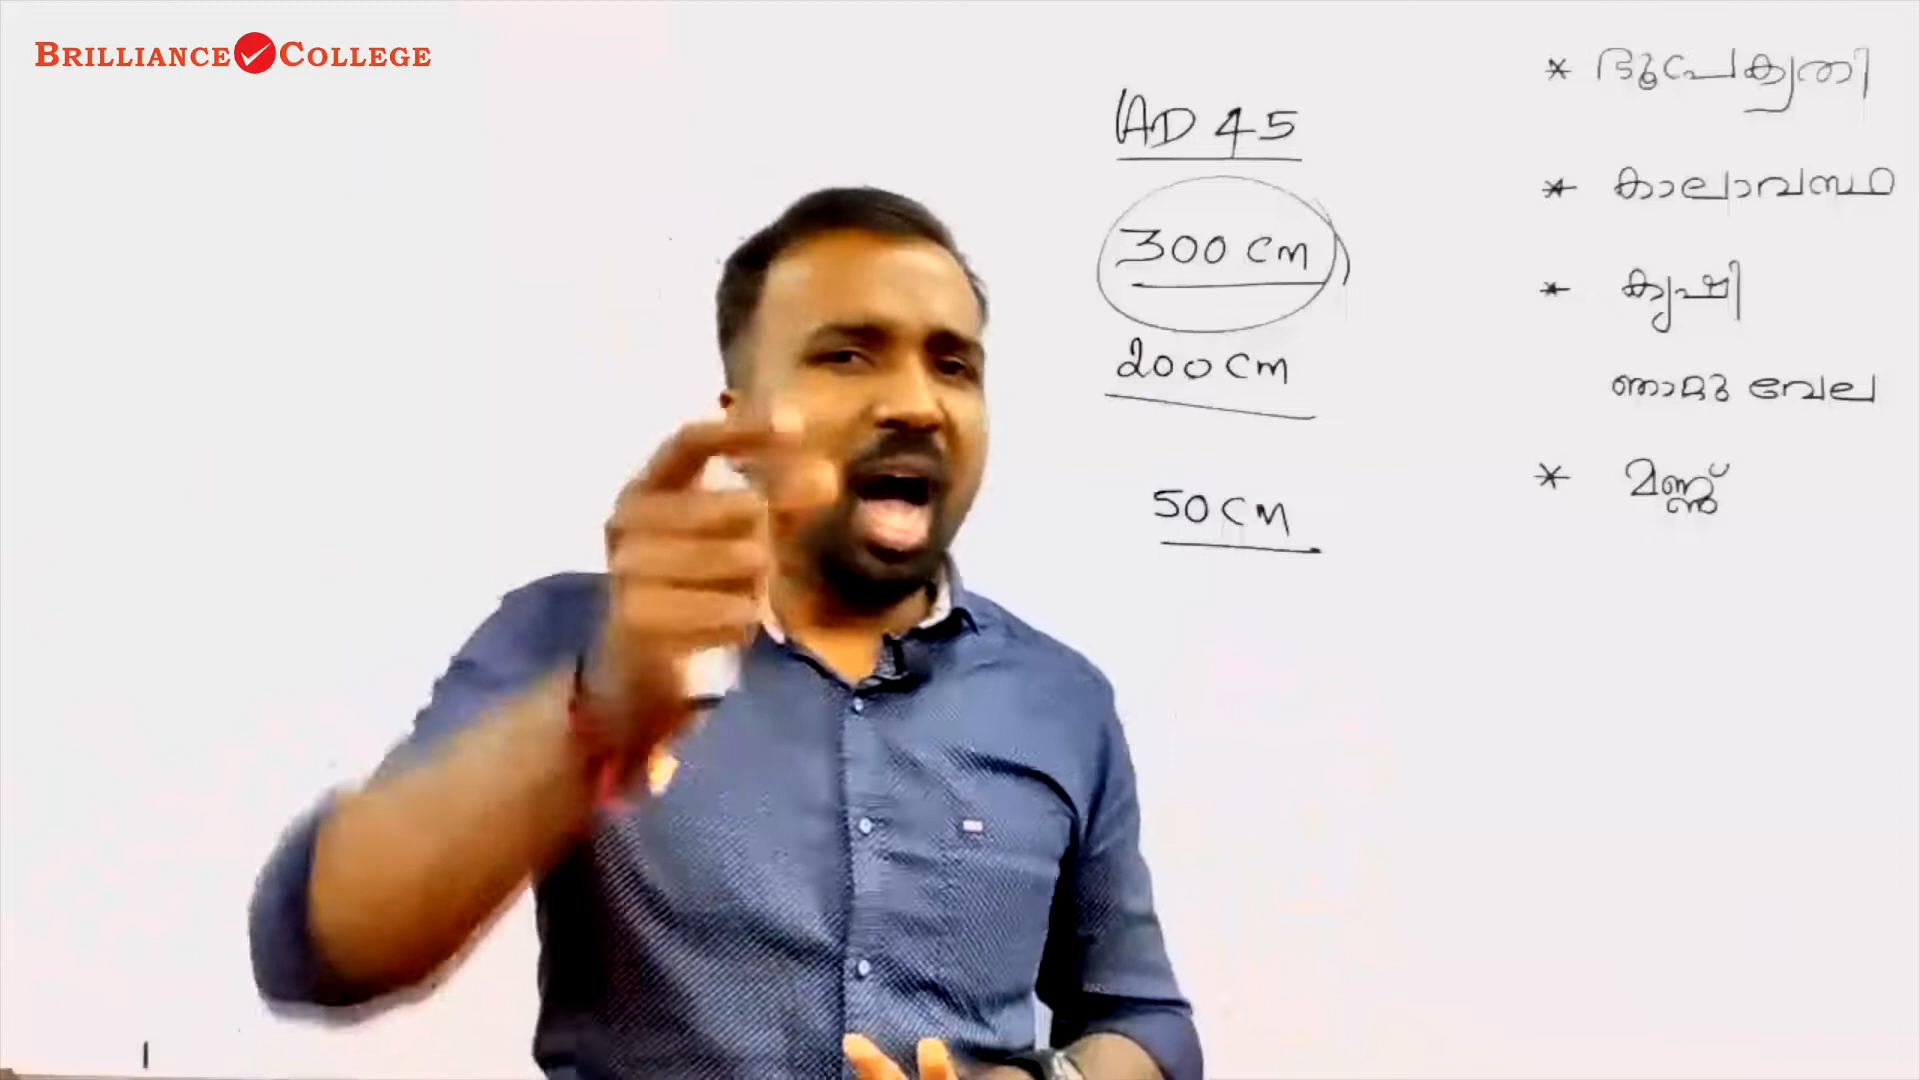 BRILLIANCE COLLEGE
AD 45
300 cm
200 cm
50 cm
* ഭൂപ്രകൃതി
* കാലാവസ്ഥ
* കൃഷി
ഞാറ്റു വേല
* മണ്ണ്